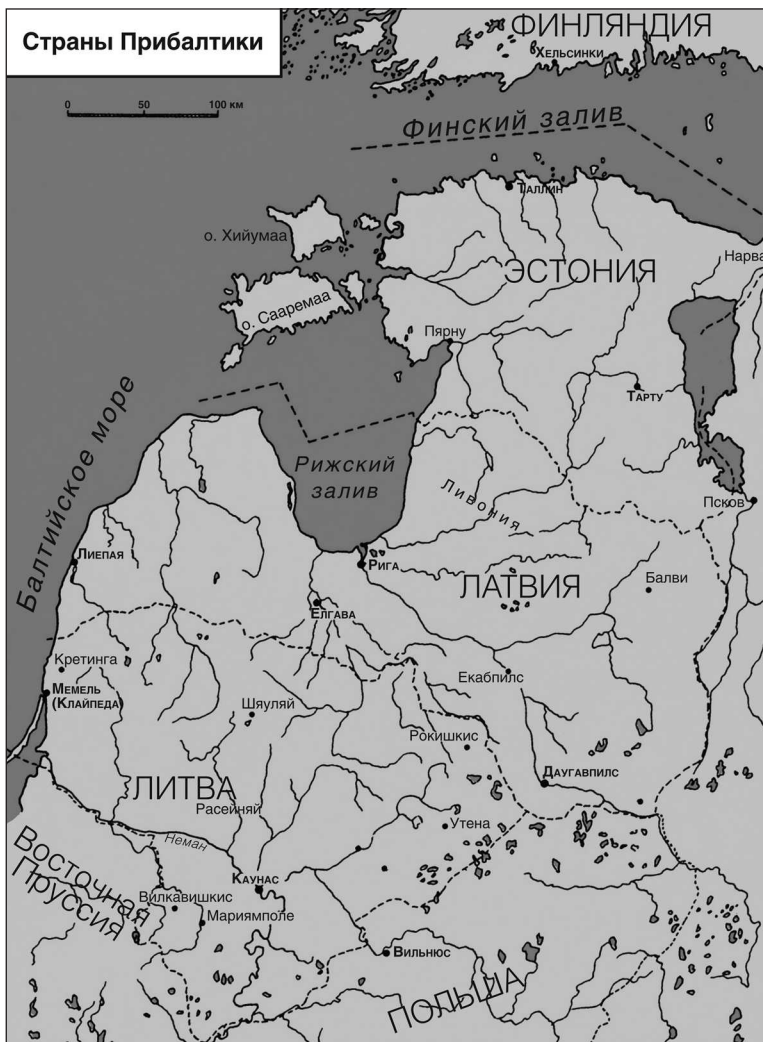 Страны Прибалтики
ФИНЛЯНДИЯ
Хельсинки
0 50 100 км
Финский залив
Таллин
о. Хийумаа
Нарва
ЭСТОНИЯ
о. Сааремаа
Пярну
Тарту
Балтийское море
Рижский
залив
Ливония
Псков
Лиепая
Рига
ЛАТВИЯ
Балви
Елгава
Кретинга
Екабпилс
Мемель
(Клайпеда)
Шяуляй
Рокишкис
Даугавпилс
ЛИТВА
Расейняй
Утена
Неман
Восточная
Пруссия
Каунас
Вилкавишкис
Мариямполе
Вильнюс
ПОЛЬША